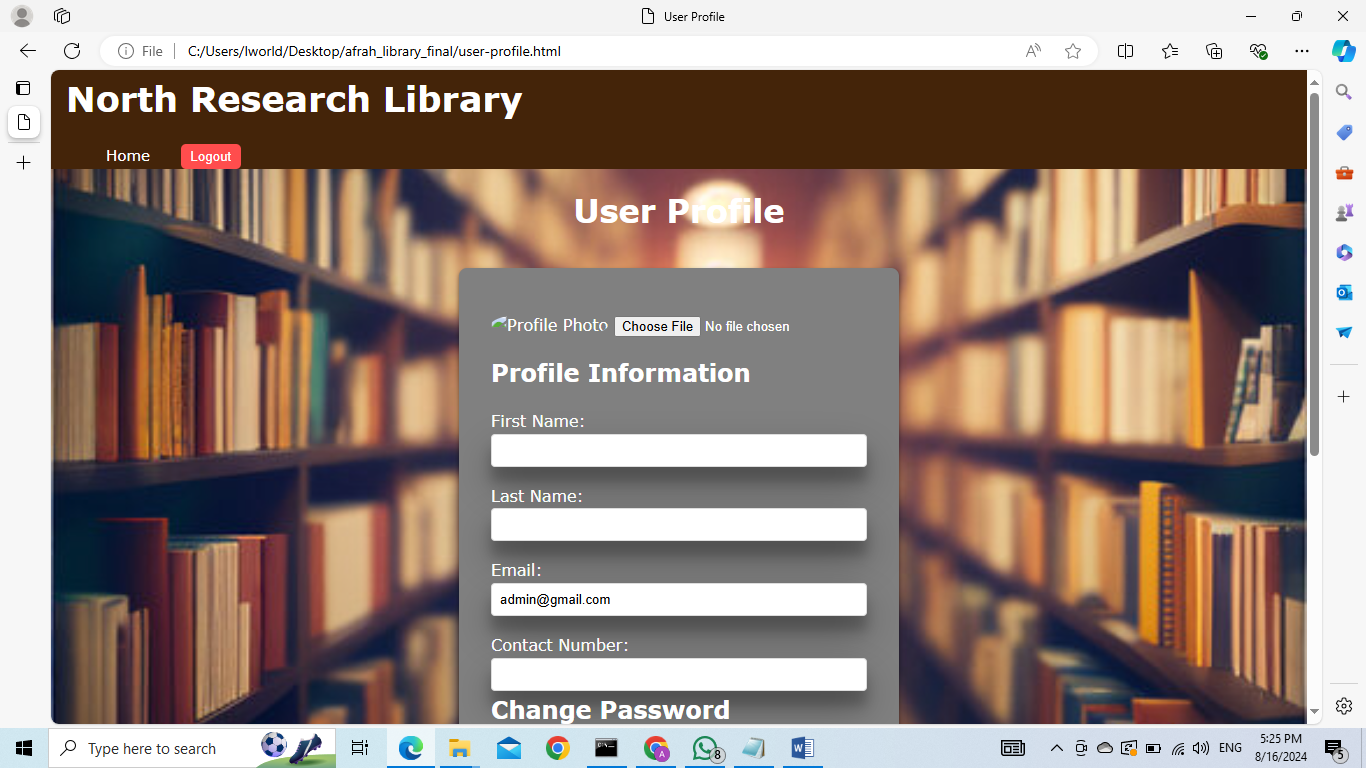 User Profile
File
C:/Users/lworld/Desktop/afrah_library_final/user-profile.html
North Research Library
Home
Logout
User Profile
Profile Photo
Choose File
No file chosen
Profile Information
First Name:
Last Name:
Email:
admin@gmail.com
Contact Number:
Change Password
Type here to search
A
8
ENG
5:25 PM
8/16/2024
5